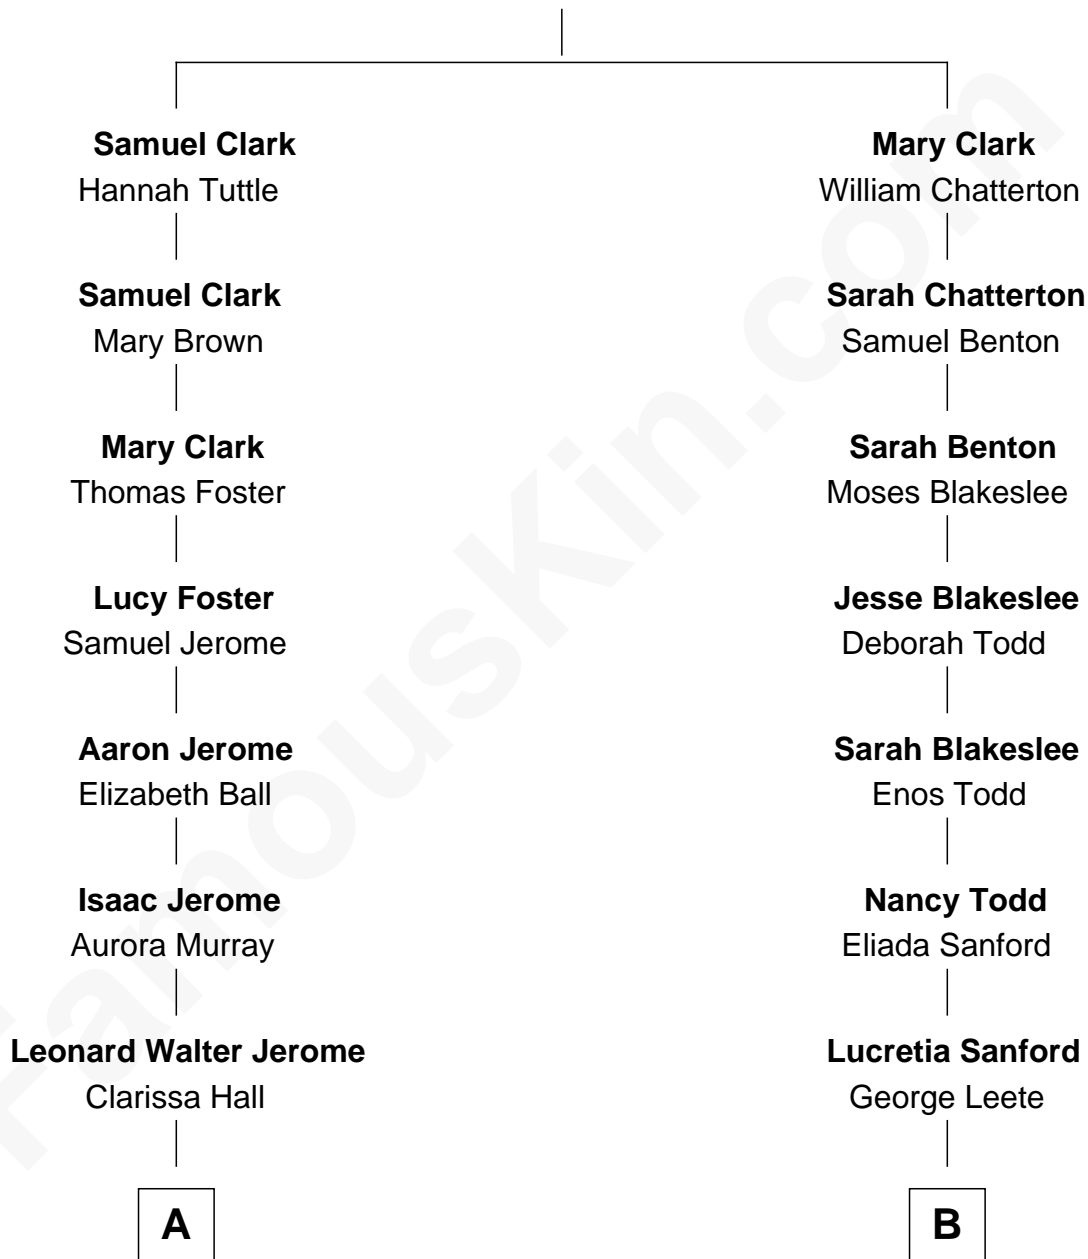 Samuel Clark
Hannah Tuttle
Mary Clark
William Chatterton
Samuel Clark
Mary Brown
Sarah Chatterton
Samuel Benton
Mary Clark
Thomas Foster
Sarah Benton
Moses Blakeslee
Lucy Foster
Samuel Jerome
Jesse Blakeslee
Deborah Todd
Aaron Jerome
Elizabeth Ball
Sarah Blakeslee
Enos Todd
Isaac Jerome
Aurora Murray
Nancy Todd
Eliada Sanford
Leonard Walter Jerome
Clarissa Hall
Lucretia Sanford
George Leete
A
B
FamousKin.com